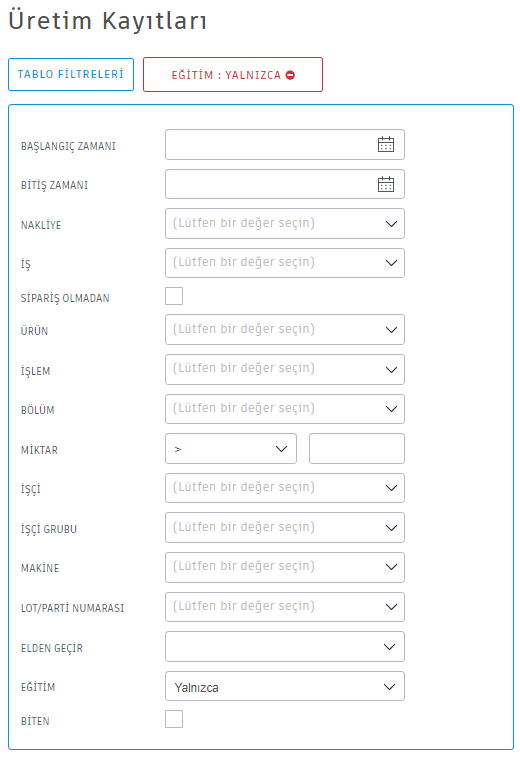 Üretim Kayıtları
TABLO FİLTRELERİ
EĞİTİM : YALNIZCA
BAŞLANGIÇ ZAMANI
BİTİŞ ZAMANI
NAKLİYE (Lütfen bir değer seçin)
İŞ (Lütfen bir değer seçin)
SİPARİŞ OLMADAN
ÜRÜN (Lütfen bir değer seçin)
İŞLEM (Lütfen bir değer seçin)
BÖLÜM (Lütfen bir değer seçin)
MİKTAR >
İŞÇİ (Lütfen bir değer seçin)
İŞÇİ GRUBU (Lütfen bir değer seçin)
MAKİNE (Lütfen bir değer seçin)
LOT/PARTİ NUMARASI (Lütfen bir değer seçin)
ELDEN GEÇİR
EĞİTİM Yalnızca
BİTEN